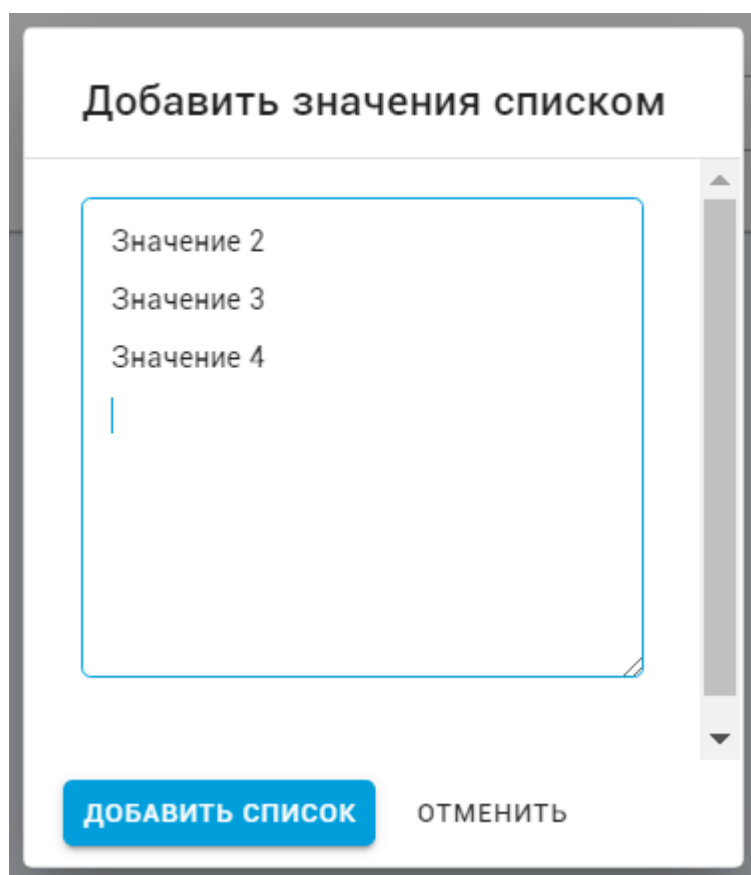 Добавить значения списком
Значение 2
Значение 3
Значение 4
ДОБАВИТЬ СПИСОК ОТМЕНИТЬ